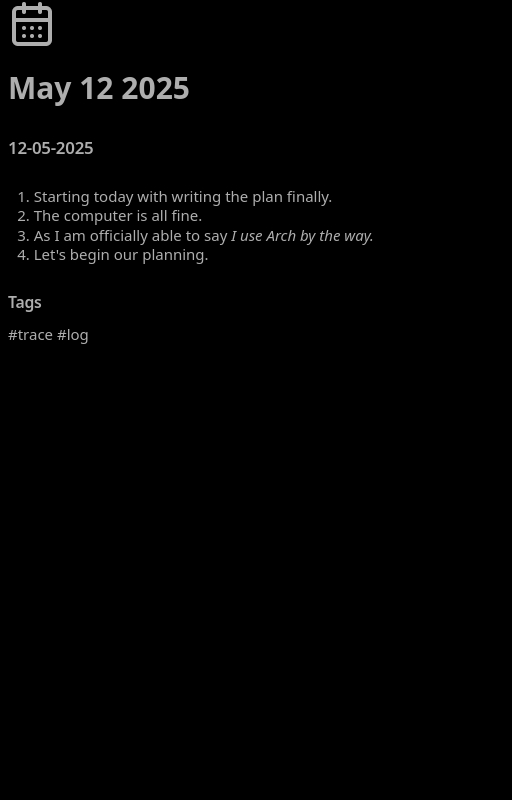 May 12 2025
12-05-2025
1. Starting today with writing the plan finally.
2. The computer is all fine.
3. As I am officially able to say I use Arch by the way.
4. Let's begin our planning.
Tags
#trace #log